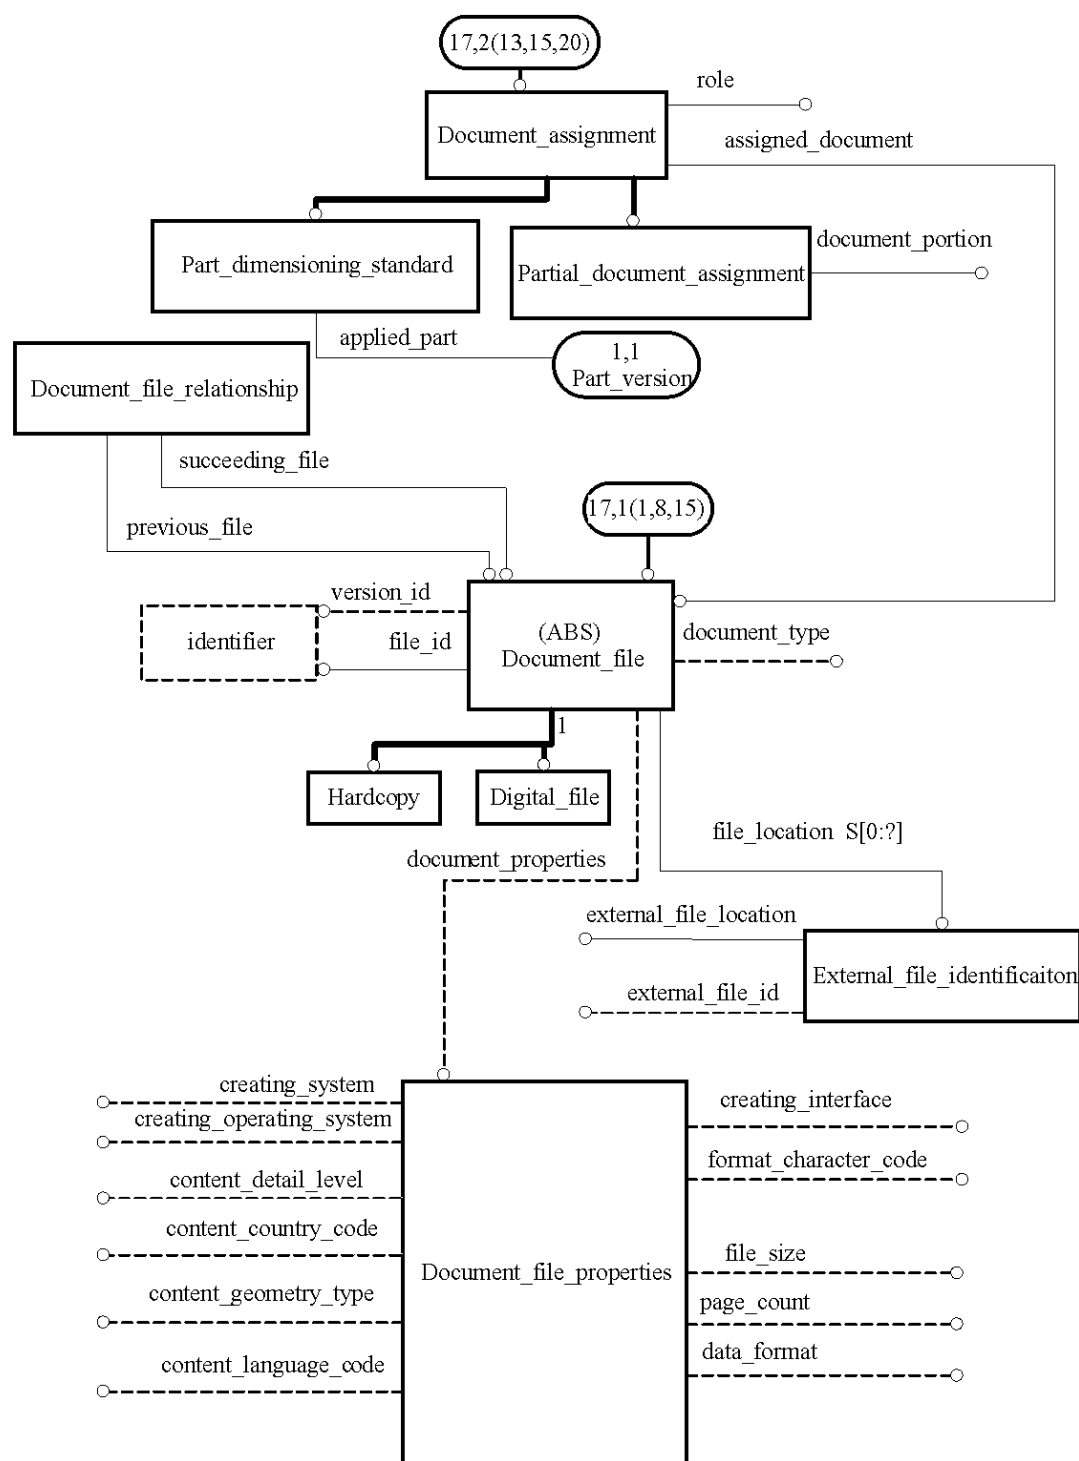 17,2(13,15,20)
role
Document_assignment
assigned_document
document_portion
Part_dimensioning_standard
Partial_document_assignment
applied_part
1,1
Part_version
Document_file_relationship
succeeding_file
17,1(1,8,15)
previous_file
version_id
(ABS)
document_type
identifier
file_id
Document_file
1
Hardcopy
Digital_file
file_location S[0:?]
document_properties
external_file_location
External_file_identificaiton
external_file_id
creating_system
creating_interface
creating_operating_system
format_character_code
content_detail_level
content_country_code
file_size
Document_file_properties
content_geometry_type
page_count
data_format
content_language_code